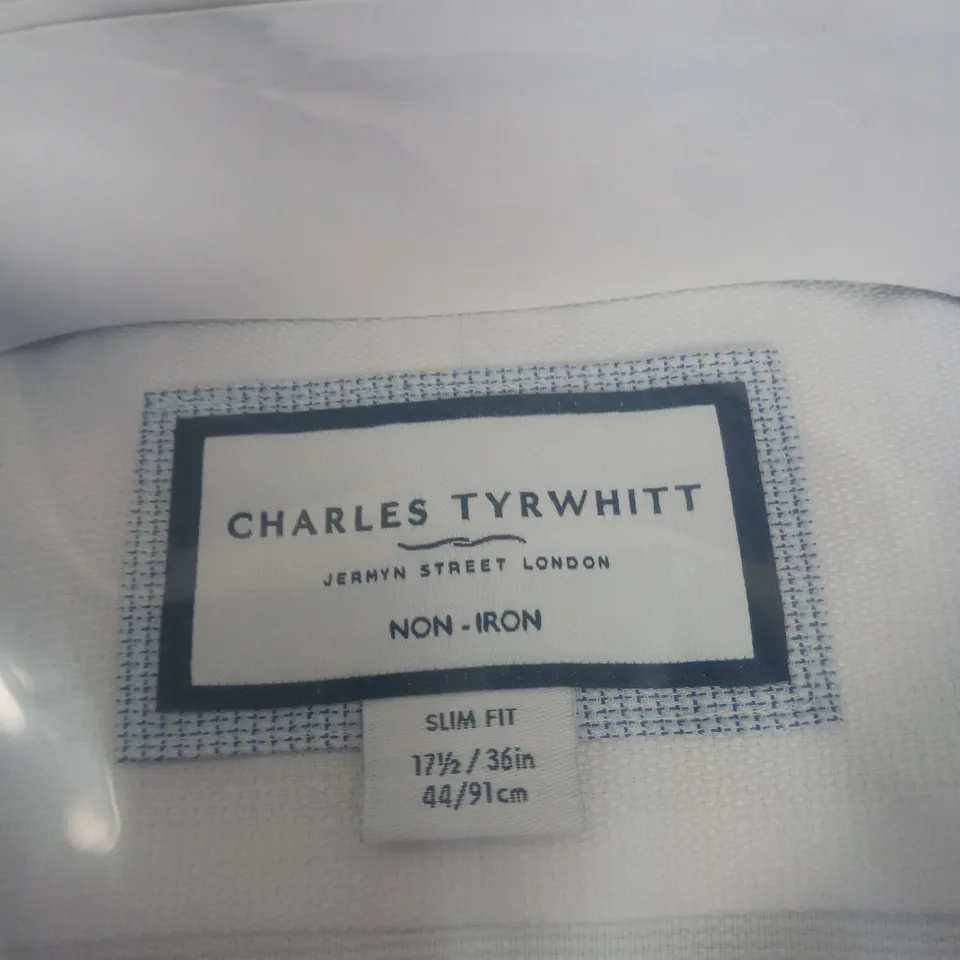 CHARLES TYRWHITT
JERMYN STREET LONDON
NON-IRON
SLIM FIT
17½ / 36in
44/91cm